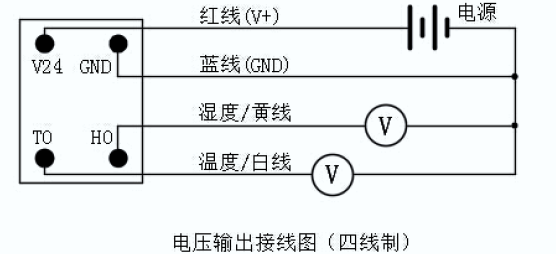 红线(V+)
电源
V24 GND
蓝线(GND)
湿度/黄线
V
TO HO
温度/白线
V
电压输出接线图（四线制）